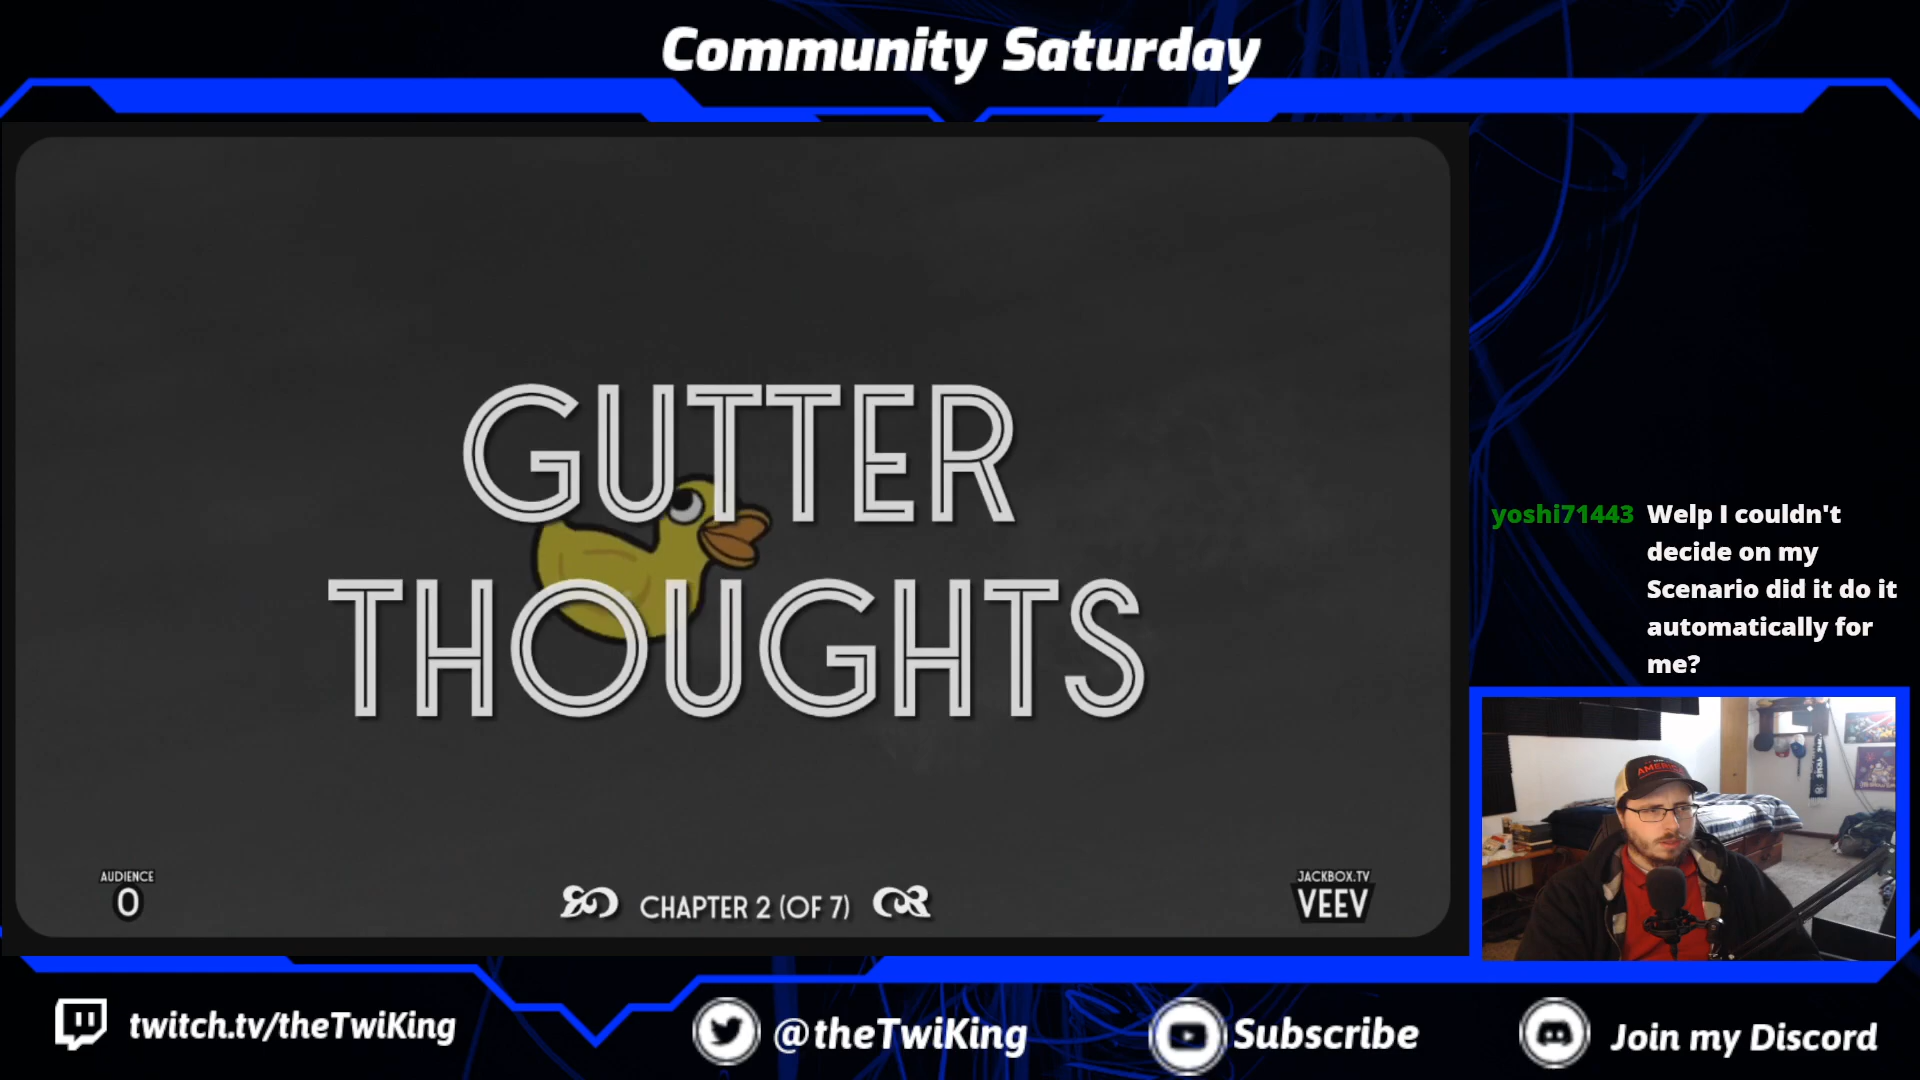 Community Saturday
GUTTER
THOUGHTS
AUDIENCE
0
CHAPTER 2 (OF 7)
JACKBOX.TV
VEEV
yoshi71443 Welp I couldn't
decide on my
Scenario did it do it
automatically for
me?
twitch.tv/theTwiKing
@theTwiKing
Subscribe
Join my Discord